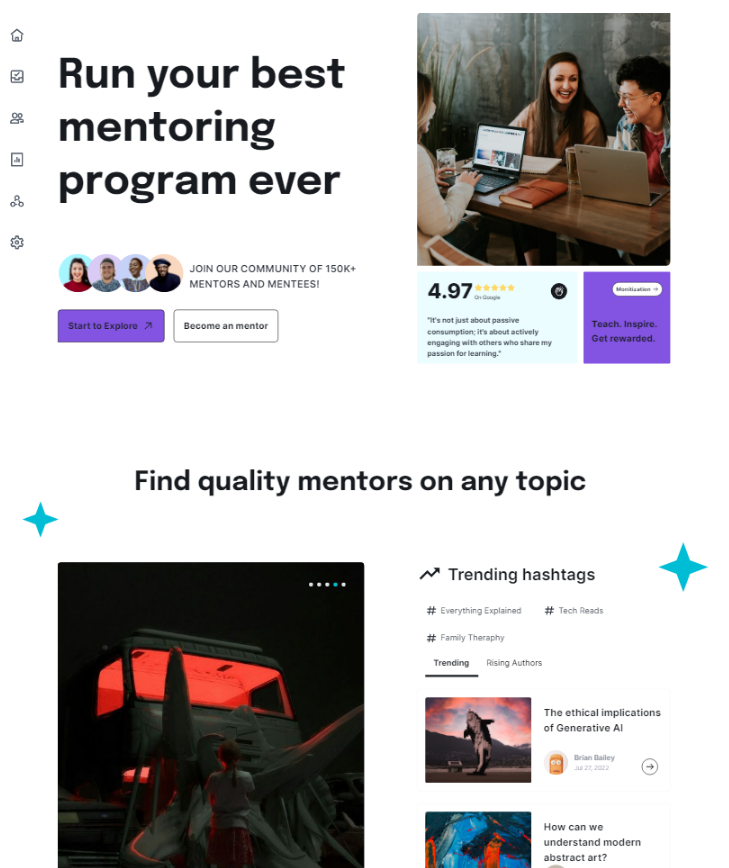 Run your best
mentoring
program ever
JOIN OUR COMMUNITY OF 150K+
MENTORS AND MENTEES!
Start to Explore
Become an mentor
4.97
On Google
"It's not just about passive
consumption; it's about actively
engaging with others who share my
passion for learning."
Monitization →
Teach. Inspire.
Get rewarded.
Find quality mentors on any topic
Trending hashtags
# Everything Explained
# Tech Reads
# Family Theraphy
Trending
Rising Authors
The ethical implications
of Generative AI
Brian Bailey
Jul 27, 2022
How can we
understand modern
abstract art?